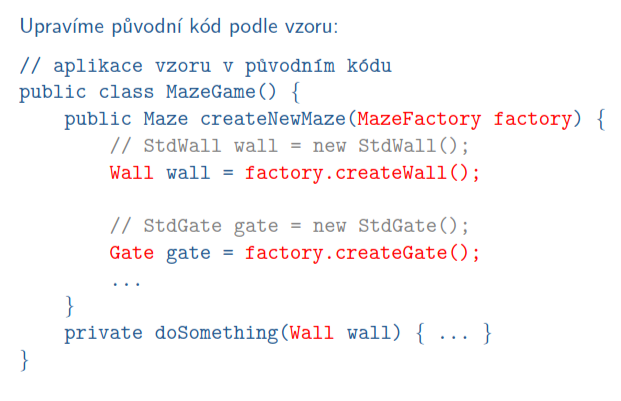 Upravíme původní kód podle vzoru:
// aplikace vzoru v původním kódu
public class MazeGame() {
public Maze createNewMaze(MazeFactory factory) {
// StdWall wall = new StdWall();
Wall wall = factory.createWall();
// StdGate gate = new StdGate();
Gate gate = factory.createGate();
...
}
private doSomething(Wall wall) { ... }
}